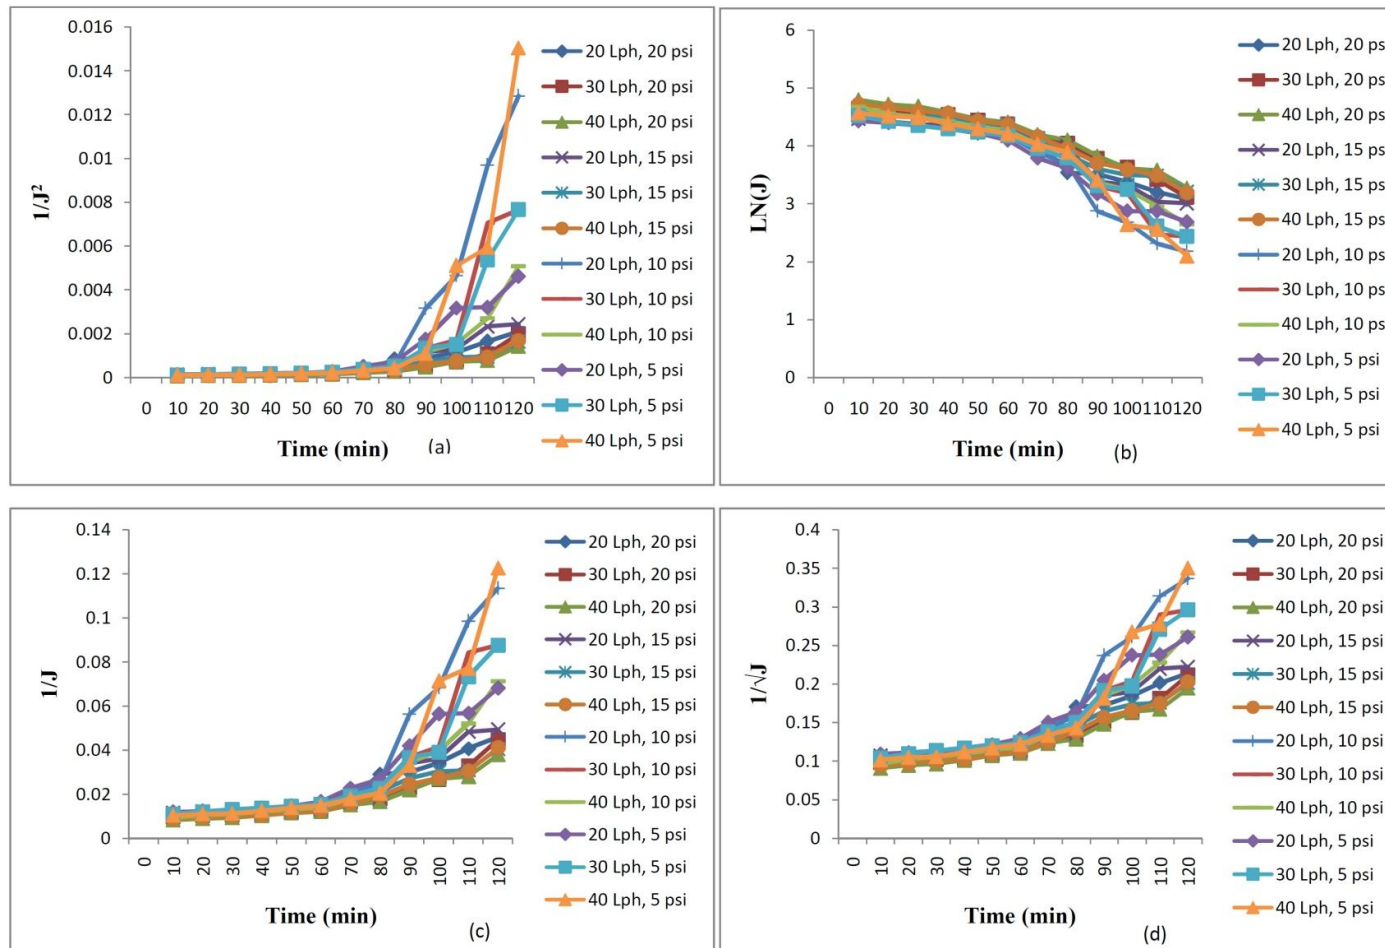 1/J²
0.016
0.014
0.012
0.01
0.008
0.006
0.004
0.002
0
0 10 20 30 40 50 60 70 80 90 100 110 120
Time (min)
(a)
20 Lph, 20 psi
30 Lph, 20 psi
40 Lph, 20 psi
20 Lph, 15 psi
30 Lph, 15 psi
40 Lph, 15 psi
20 Lph, 10 psi
30 Lph, 10 psi
40 Lph, 10 psi
20 Lph, 5 psi
30 Lph, 5 psi
40 Lph, 5 psi
LN(J)
6
5
4
3
2
1
0
0 10 20 30 40 50 60 70 80 90 100 110 120
Time (min)
(b)
20 Lph, 20 psi
30 Lph, 20 psi
40 Lph, 20 psi
20 Lph, 15 psi
30 Lph, 15 psi
40 Lph, 15 psi
20 Lph, 10 psi
30 Lph, 10 psi
40 Lph, 10 psi
20 Lph, 5 psi
30 Lph, 5 psi
40 Lph, 5 psi
1/J
0.14
0.12
0.1
0.08
0.06
0.04
0.02
0
0 10 20 30 40 50 60 70 80 90 100 110 120
Time (min)
(c)
20 Lph, 20 psi
30 Lph, 20 psi
40 Lph, 20 psi
20 Lph, 15 psi
30 Lph, 15 psi
40 Lph, 15 psi
20 Lph, 10 psi
30 Lph, 10 psi
40 Lph, 10 psi
20 Lph, 5 psi
30 Lph, 5 psi
40 Lph, 5 psi
1/√J
0.4
0.35
0.3
0.25
0.2
0.15
0.1
0.05
0
0 10 20 30 40 50 60 70 80 90 100 110 120
Time (min)
(d)
20 Lph, 20 psi
30 Lph, 20 psi
40 Lph, 20 psi
20 Lph, 15 psi
30 Lph, 15 psi
40 Lph, 15 psi
20 Lph, 10 psi
30 Lph, 10 psi
40 Lph, 10 psi
20 Lph, 5 psi
30 Lph, 5 psi
40 Lph, 5 psi